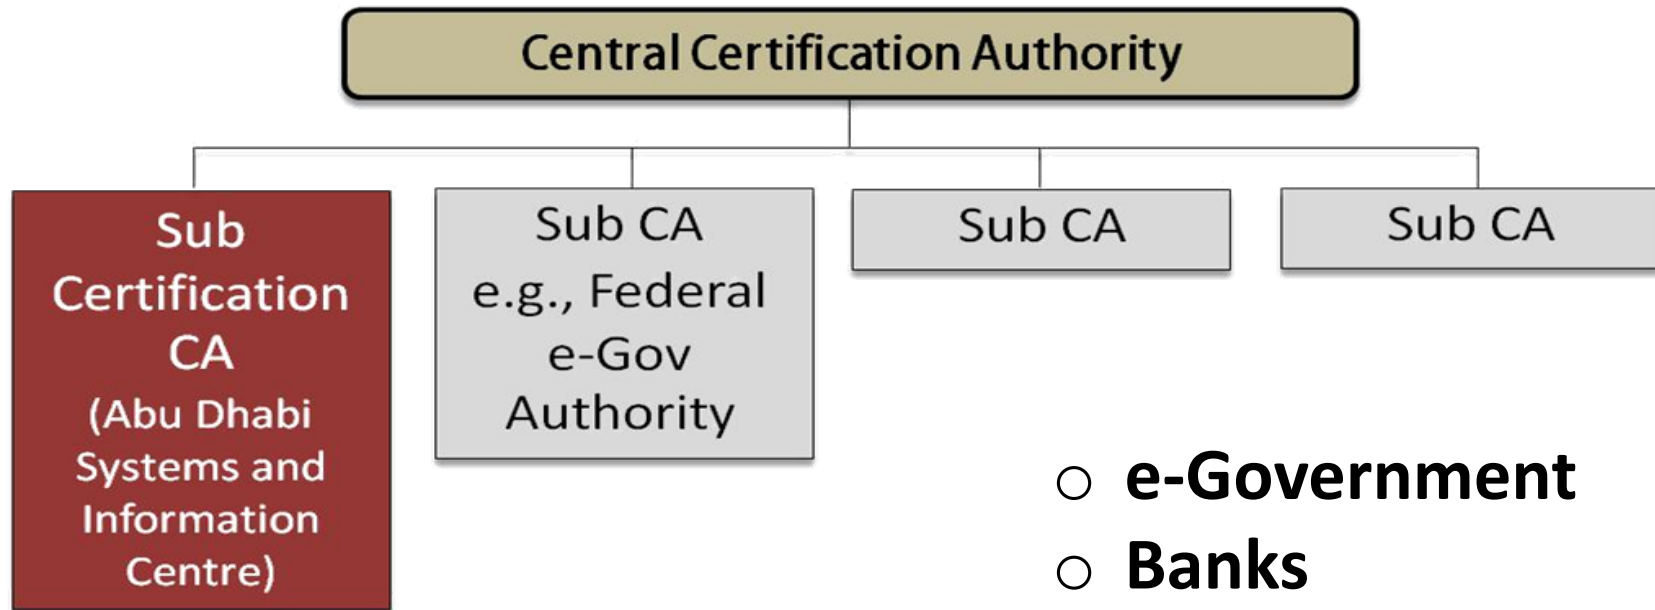 Central Certification Authority
Sub
Certification
CA
(Abu Dhabi
Systems and
Information
Centre)
Sub CA
e.g., Federal
e-Gov
Authority
Sub CA
Sub CA
○ e-Government
○ Banks